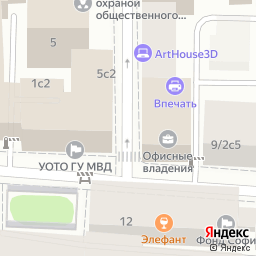 охраной
общественного...
5
ArtHouse3D
5с2
1с2
Впечать
9/2с5
УОТО ГУ МВД
Офисные
владения
12
Элефант
Фонд Софи
Яндекс